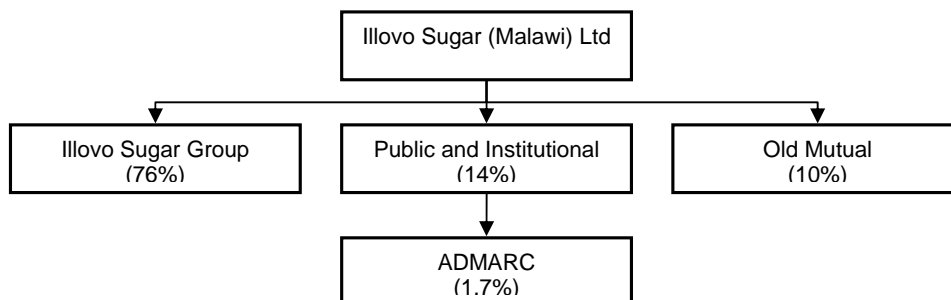 Illovo Sugar (Malawi) Ltd
Illovo Sugar Group
(76%)
Public and Institutional
(14%)
Old Mutual
(10%)
ADMARC
(1.7%)